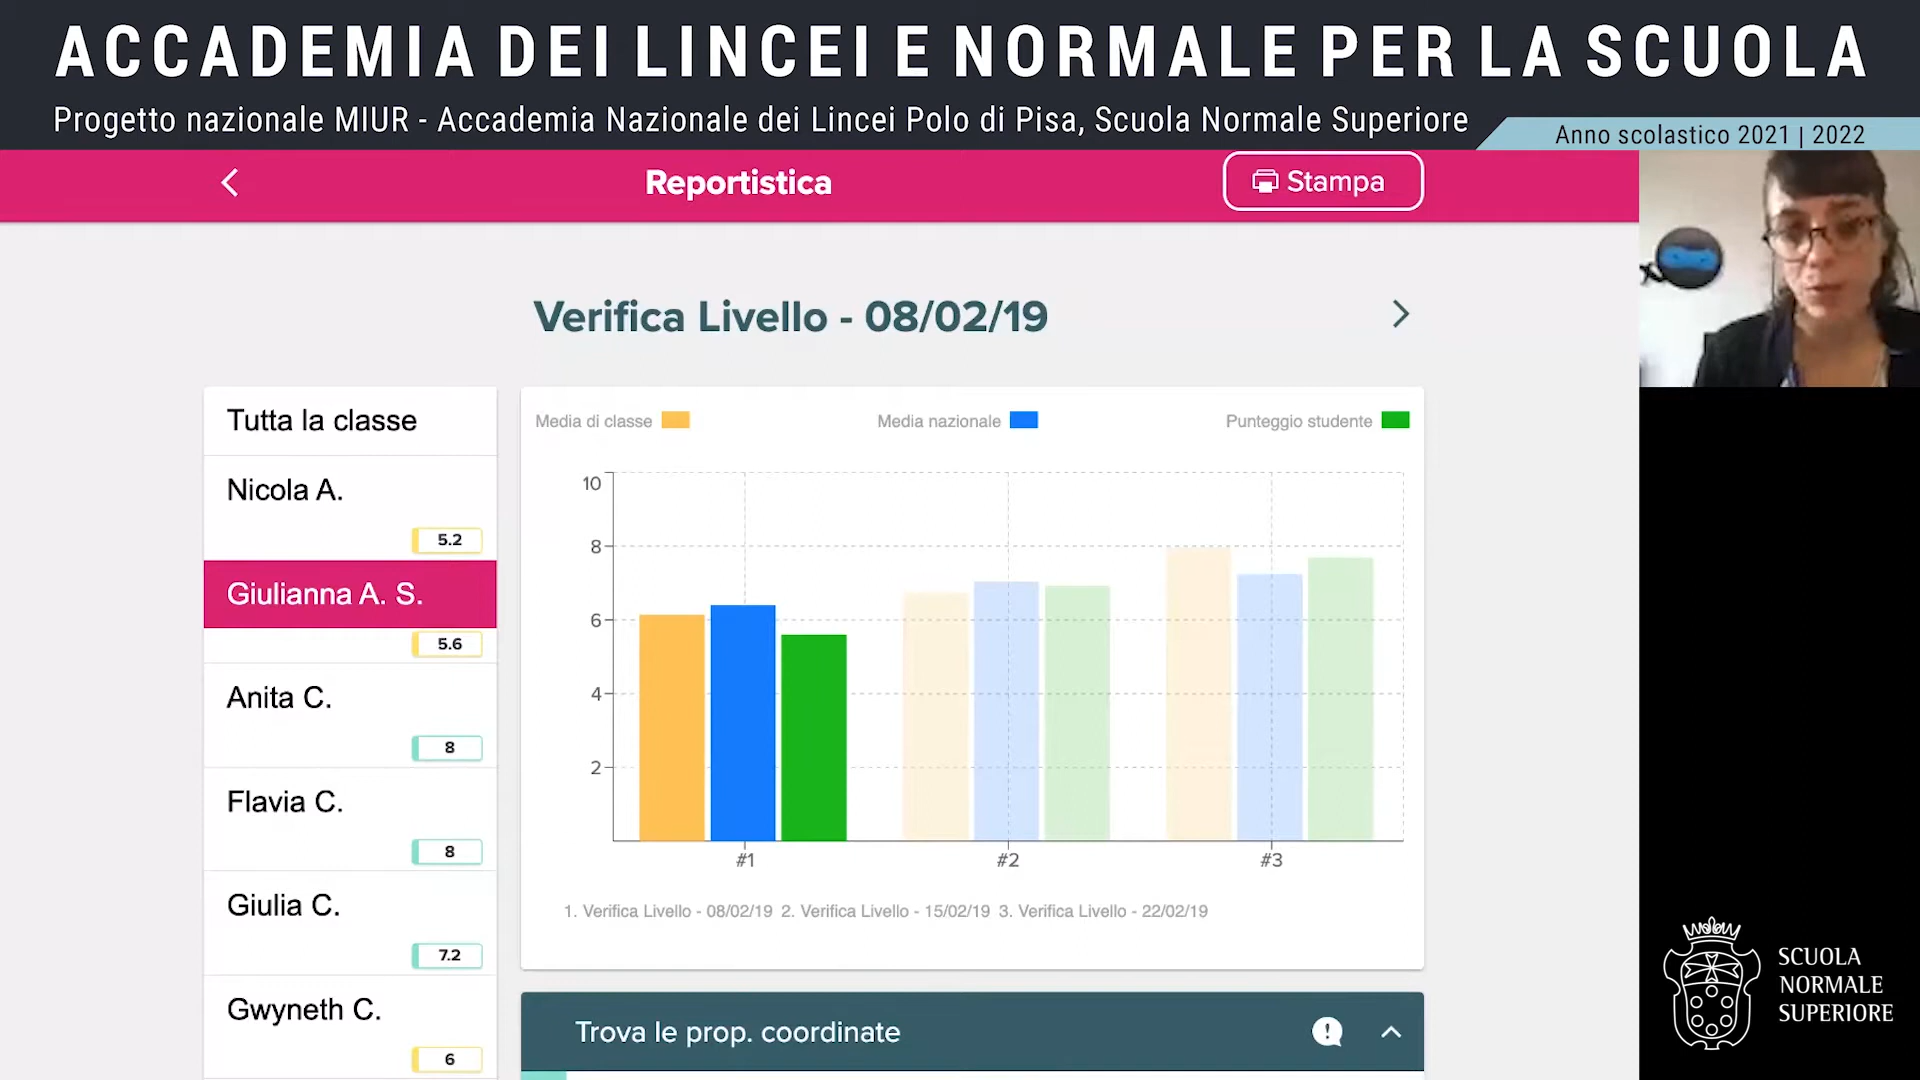 ACCADEMIA DEI LINCEI E NORMALE PER LA SCUOLA
Progetto nazionale MIUR - Accademia Nazionale dei Lincei Polo di Pisa, Scuola Normale Superiore
Anno scolastico 2021 | 2022
Reportistica
Stampa
Verifica Livello - 08/02/19
Tutta la classe
Nicola A.
5.2
Giulianna A. S.
5.6
Anita C.
8
Flavia C.
8
Giulia C.
7.2
Gwyneth C.
6
Media di classe
Media nazionale
Punteggio studente
10
8
6
4
2
#1
#2
#3
1. Verifica Livello - 08/02/19 2. Verifica Livello - 15/02/19 3. Verifica Livello - 22/02/19
Trova le prop. coordinate
SCUOLA
NORMALE
SUPERIORE